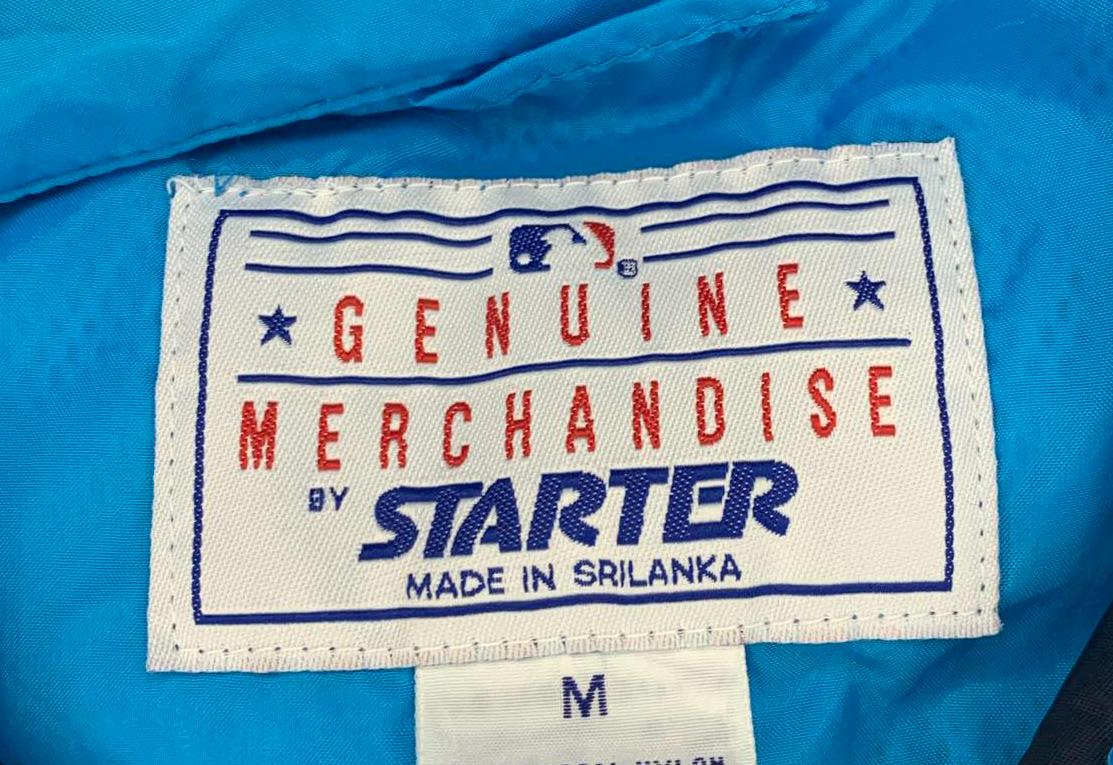 GENUINE
MERCHANDISE
BY STARTER
MADE IN SRILANKA
M